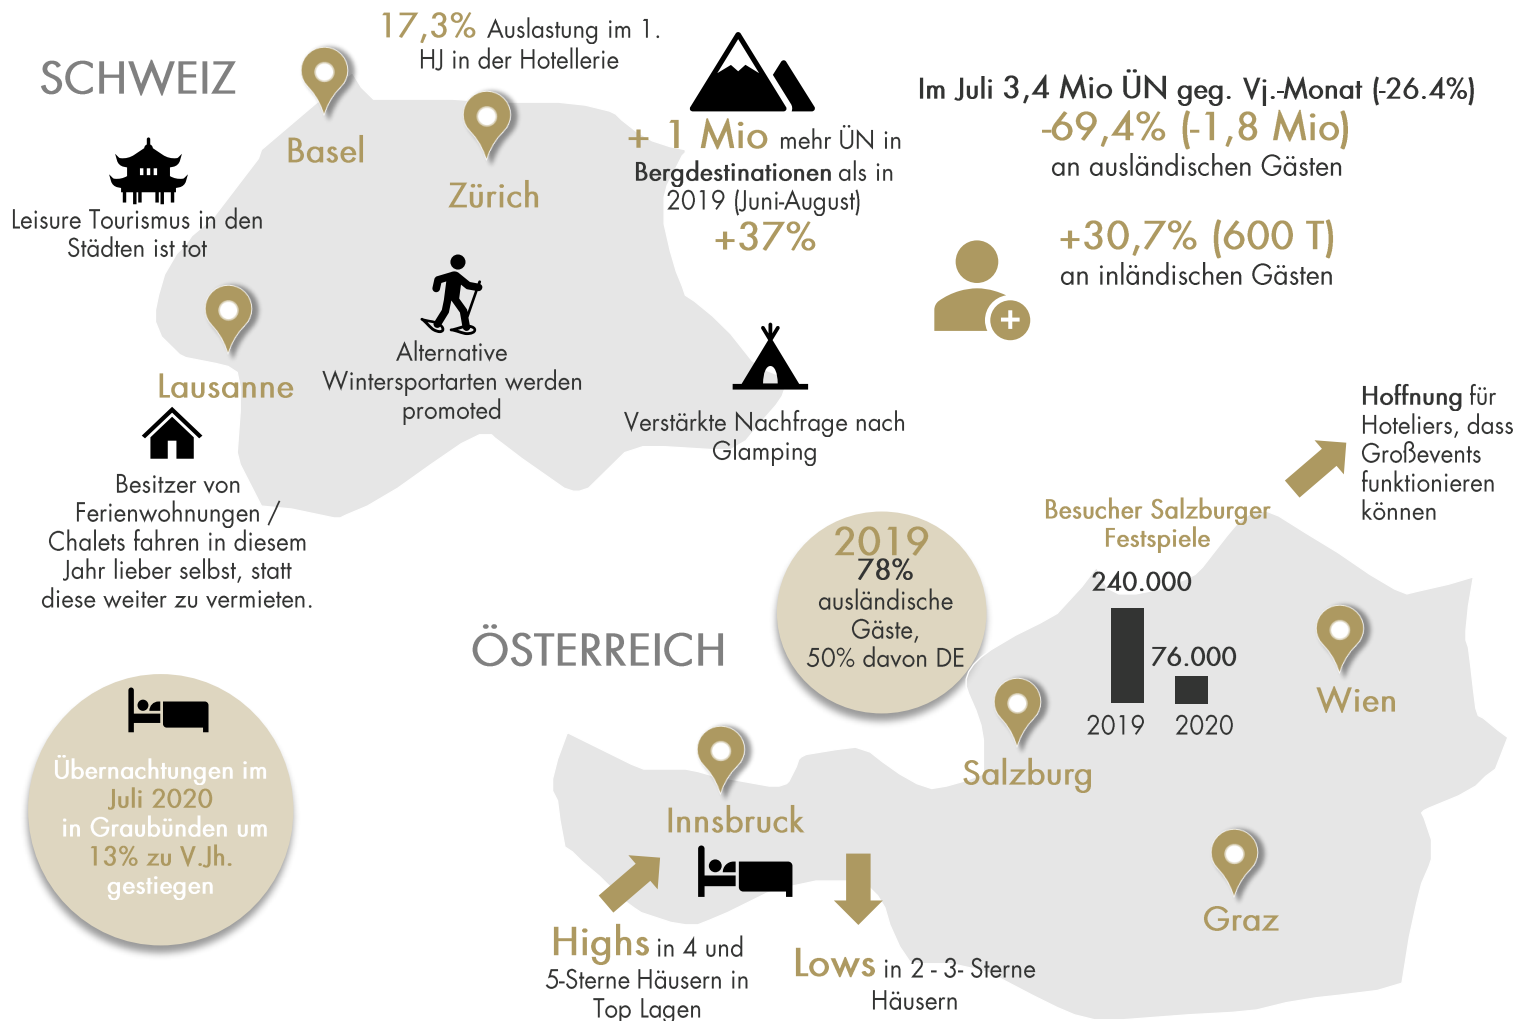 SCHWEIZ
17,3% Auslastung im 1.
HJ in der Hotellerie
Basel
Zürich
Leisure Tourismus in den
Städten ist tot
+ 1 Mio mehr ÜN in
Bergdestinationen als in
2019 (Juni-August)
+37%
Im Juli 3,4 Mio ÜN geg. Vj.-Monat (-26.4%)
-69,4% (-1,8 Mio)
an ausländischen Gästen
+30,7% (600 T)
an inländischen Gästen
Lausanne
Alternative
Wintersportarten werden
promoted
Verstärkte Nachfrage nach
Glamping
Besitzer von
Ferienwohnungen /
Chalets fahren in diesem
Jahr lieber selbst, statt
diese weiter zu vermieten.
Übernachtungen im
Juli 2020
in Graubünden um
13% zu V.Jh.
gestiegen
ÖSTERREICH
2019
78%
ausländische
Gäste,
50% davon DE
Besucher Salzburger
Festspiele
240.000
76.000
2019
2020
Hoffnung für
Hoteliers, dass
Großevents
funktionieren
können
Wien
Salzburg
Innsbruck
Graz
Highs in 4 und
5-Sterne Häusern in
Top Lagen
Lows in 2 - 3- Sterne
Häusern